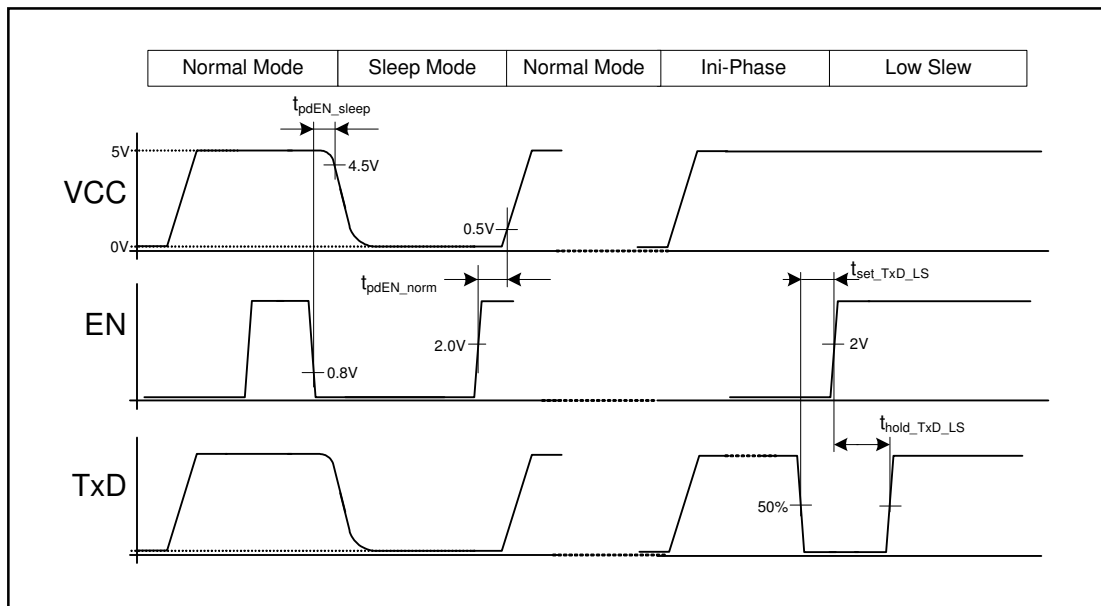 Normal Mode Sleep Mode Normal Mode Ini-Phase Low Slew
tpdEN_sleep
5V
4.5V
VCC
0.5V
0V
tpdEN_norm
tset_TxD_LS
EN
2.0V
2V
0.8V
thold_TxD_LS
TxD
50%